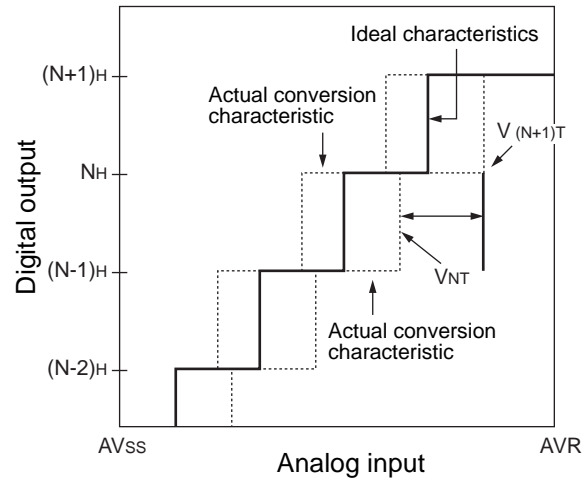 Ideal characteristics
(N+1)H
Actual conversion
characteristic
V (N+1)T
NH
Digital output
(N-1)H
VNT
Actual conversion
characteristic
(N-2)H
AVSS
AVR
Analog input